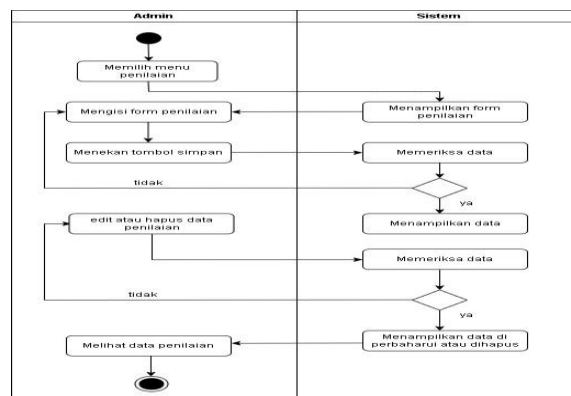 Admin
Sistem
Memilih menu
penilaian
Mengisi form penilaian
Menampilkan form
penilaian
Menekan tombol simpan
Memeriksa data
tidak
ya
edit atau hapus data
penilaian
Menampilkan data
Memeriksa data
tidak
ya
Melihat data penilaian
Menampilkan data di
perbaharui atau dihapus